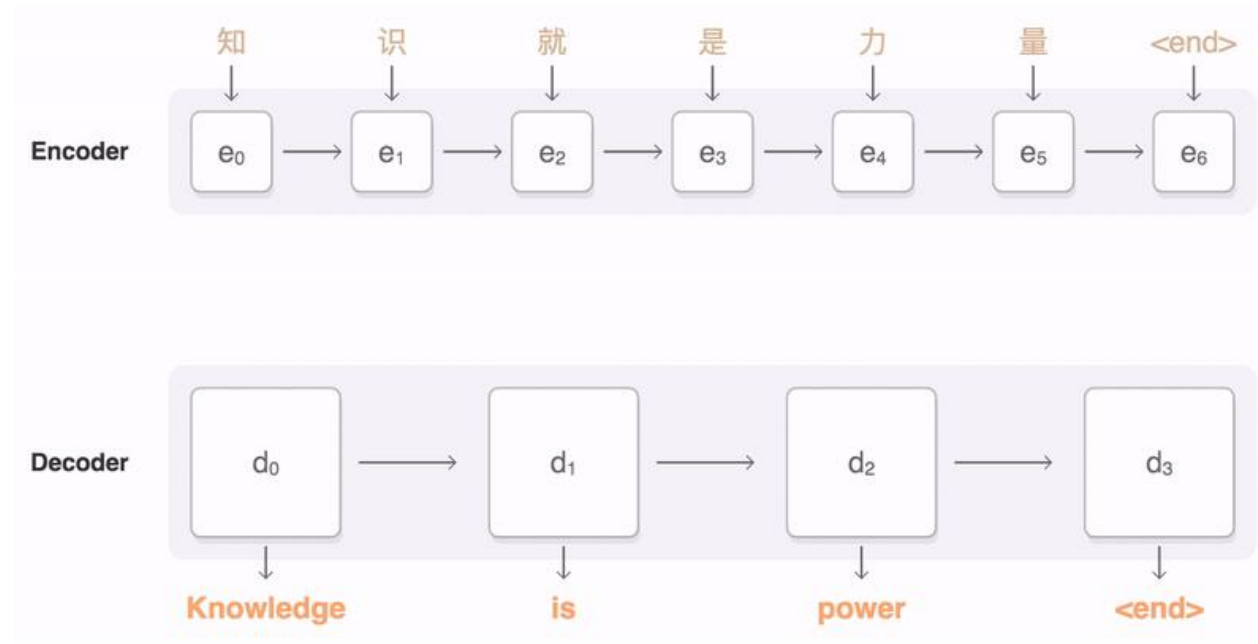 知 识 就 是 力 量 <end>
Encoder e₀ e₁ e₂ e₃ e₄ e₅ e₆
Decoder d₀ d₁ d₂ d₃
Knowledge is power <end>